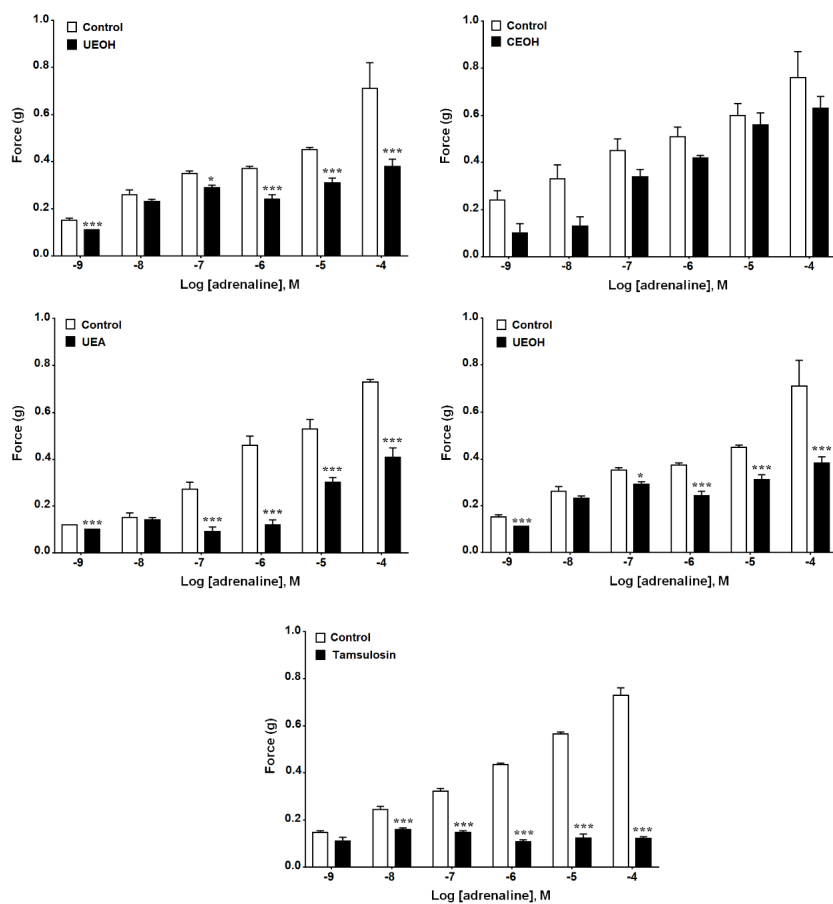 Control
UEOH
Force (g)
1.0
0.8
0.6
0.4
0.2
0.0
***
*
***
***
***
-9 -8 -7 -6 -5 -4
Log [adrenaline], M
Control
CEOH
Force (g)
1.0
0.8
0.6
0.4
0.2
0.0
-9 -8 -7 -6 -5 -4
Log [adrenaline], M
Control
UEA
Force (g)
1.0
0.8
0.6
0.4
0.2
0.0
***
***
***
***
***
-9 -8 -7 -6 -5 -4
Log [adrenaline], M
Control
UEOH
Force (g)
1.0
0.8
0.6
0.4
0.2
0.0
***
*
***
***
***
-9 -8 -7 -6 -5 -4
Log [adrenaline], M
Control
Tamsulosin
Force (g)
1.0
0.8
0.6
0.4
0.2
0.0
*** *** *** *** ***
-9 -8 -7 -6 -5 -4
Log [adrenaline], M